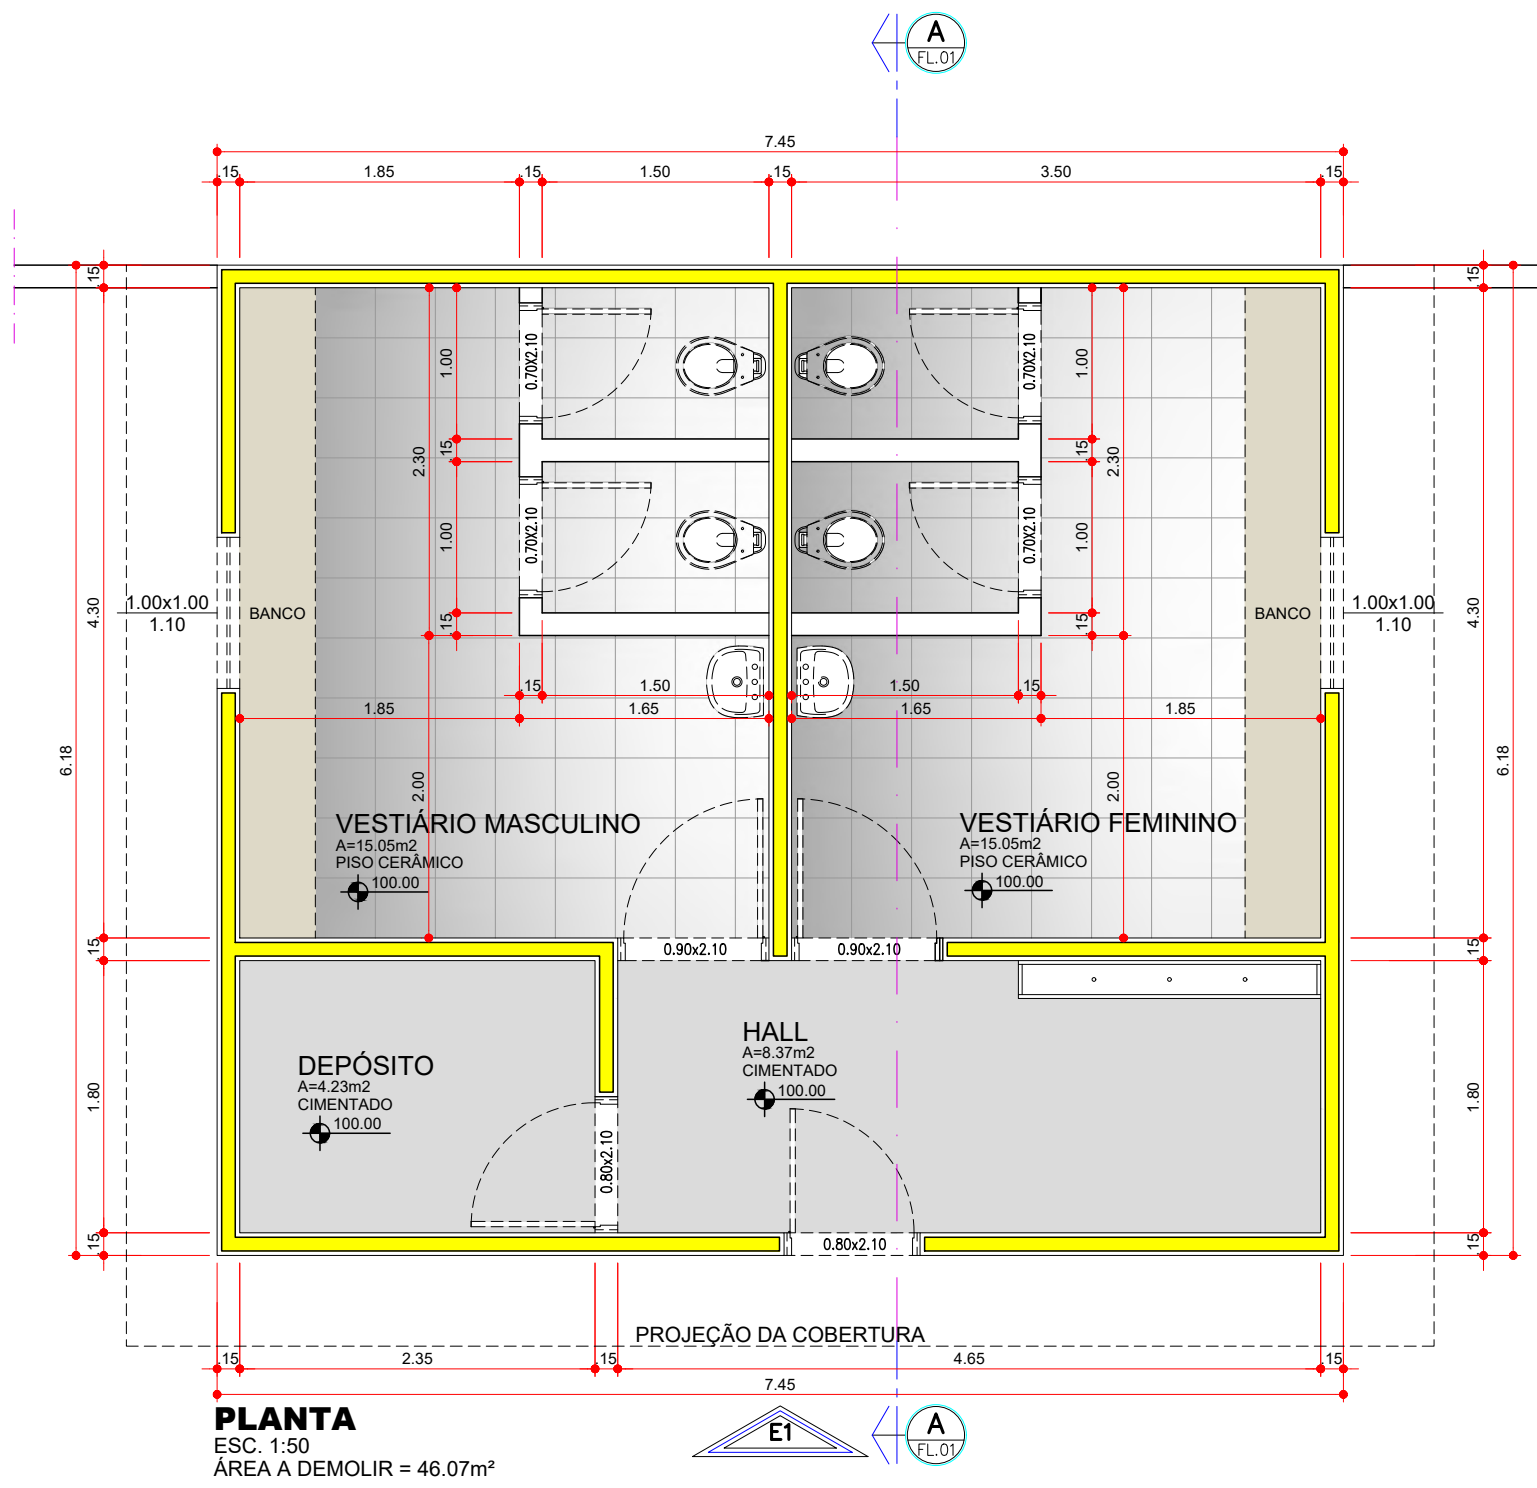 A
FL.01
7.45
.15
1.85
.15
1.50
.15
3.50
.15
.15
.15
0.70X2.10
1.00
0.70X2.10
1.00
.15
.15
2.30
2.30
0.70X2.10
1.00
0.70X2.10
1.00
1.00x1.00
1.10
BANCO
4.30
.15
.15
BANCO
1.00x1.00
1.10
4.30
.15
1.50
1.50
.15
1.85
1.65
1.65
1.85
6.18
6.18
2.00
2.00
VESTIÁRIO MASCULINO
A=15.05m2
PISO CERÂMICO
100.00
VESTIÁRIO FEMININO
A=15.05m2
PISO CERÂMICO
100.00
.15
0.90x2.10
0.90x2.10
.15
HALL
A=8.37m2
CIMENTADO
100.00
DEPÓSITO
A=4.23m2
CIMENTADO
100.00
1.80
1.80
0.80x2.10
.15
0.80x2.10
.15
PROJEÇÃO DA COBERTURA
.15
2.35
.15
4.65
.15
7.45
PLANTA
ESC. 1:50
ÁREA A DEMOLIR = 46.07m²
E1
A
FL.01